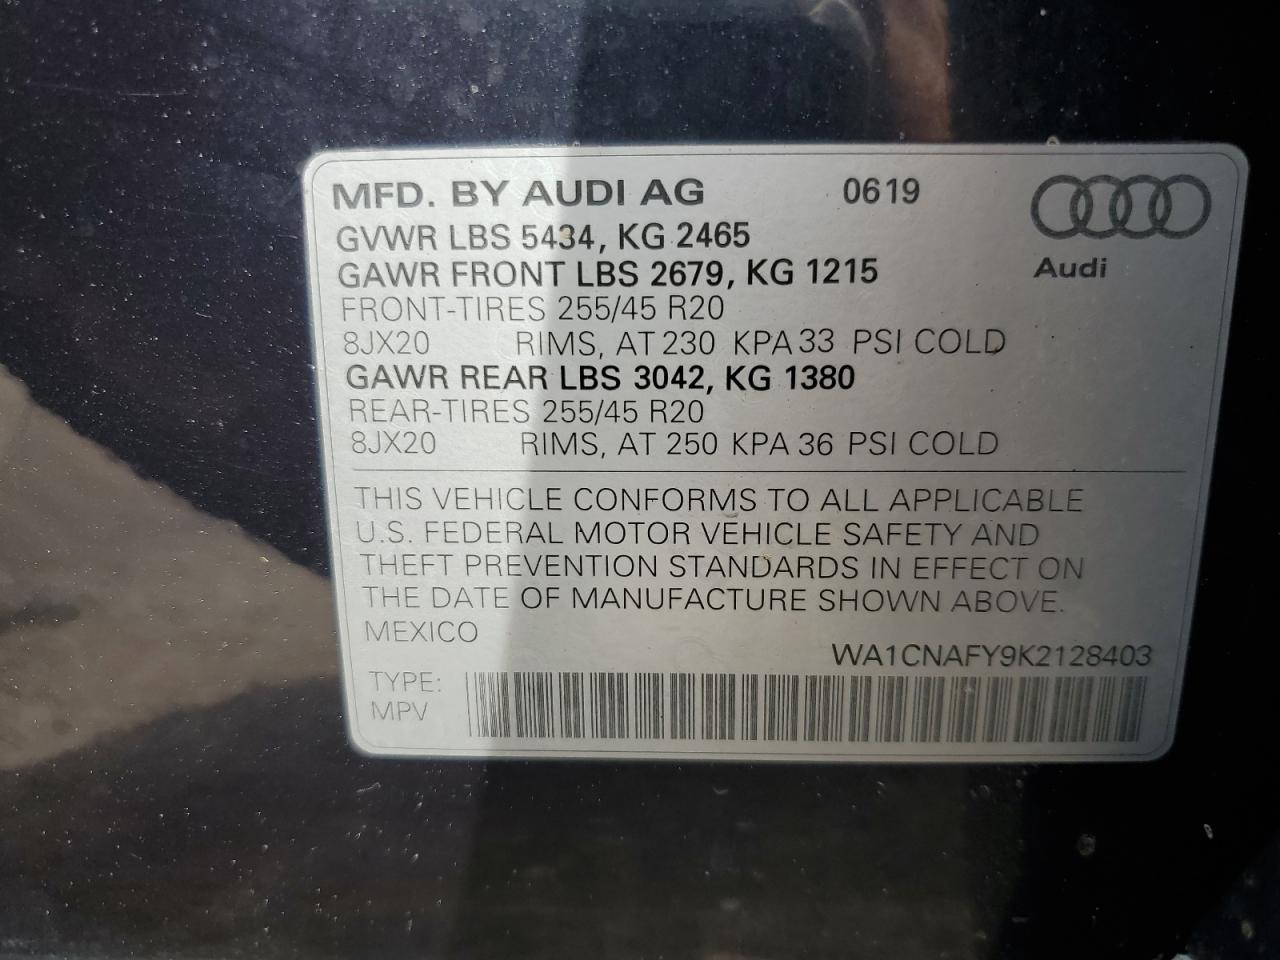 MFD. BY AUDI AG 0619
GVWR LBS 5434, KG 2465
GAWR FRONT LBS 2679, KG 1215
Audi
FRONT-TIRES 255/45 R20
8JX20 RIMS, AT 230 KPA 33 PSI COLD
GAWR REAR LBS 3042, KG 1380
REAR-TIRES 255/45 R20
8JX20 RIMS, AT 250 KPA 36 PSI COLD
THIS VEHICLE CONFORMS TO ALL APPLICABLE
U.S. FEDERAL MOTOR VEHICLE SAFETY AND
THEFT PREVENTION STANDARDS IN EFFECT ON
THE DATE OF MANUFACTURE SHOWN ABOVE.
MEXICO
WA1CNAFY9K2128403
TYPE:
MPV